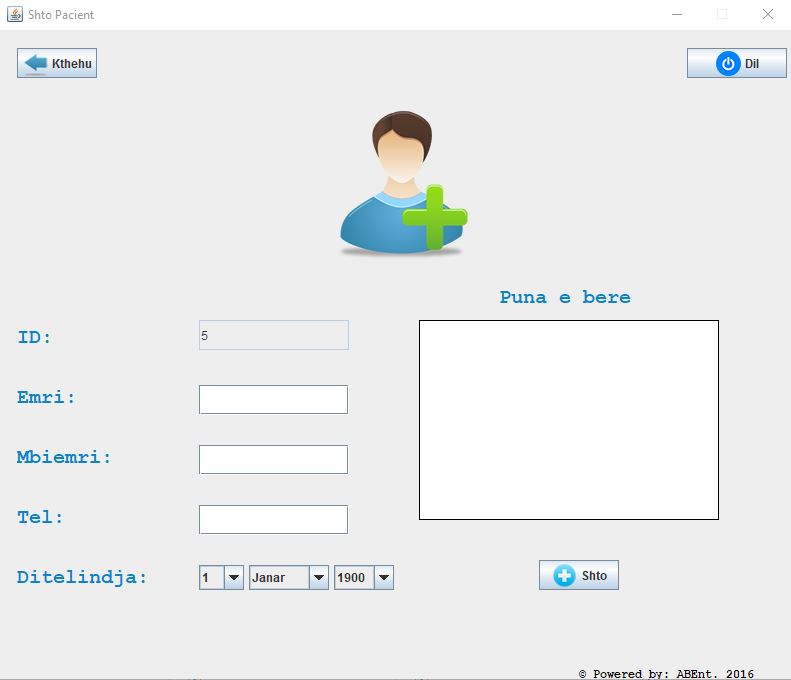 Shto Pacient
Kthehu
Dil
Puna e bere
ID:
5
Emri:
Mbiemri:
Tel:
Ditelindja:
1
Janar
1900
Shto
© Powered by: ABEnt. 2016